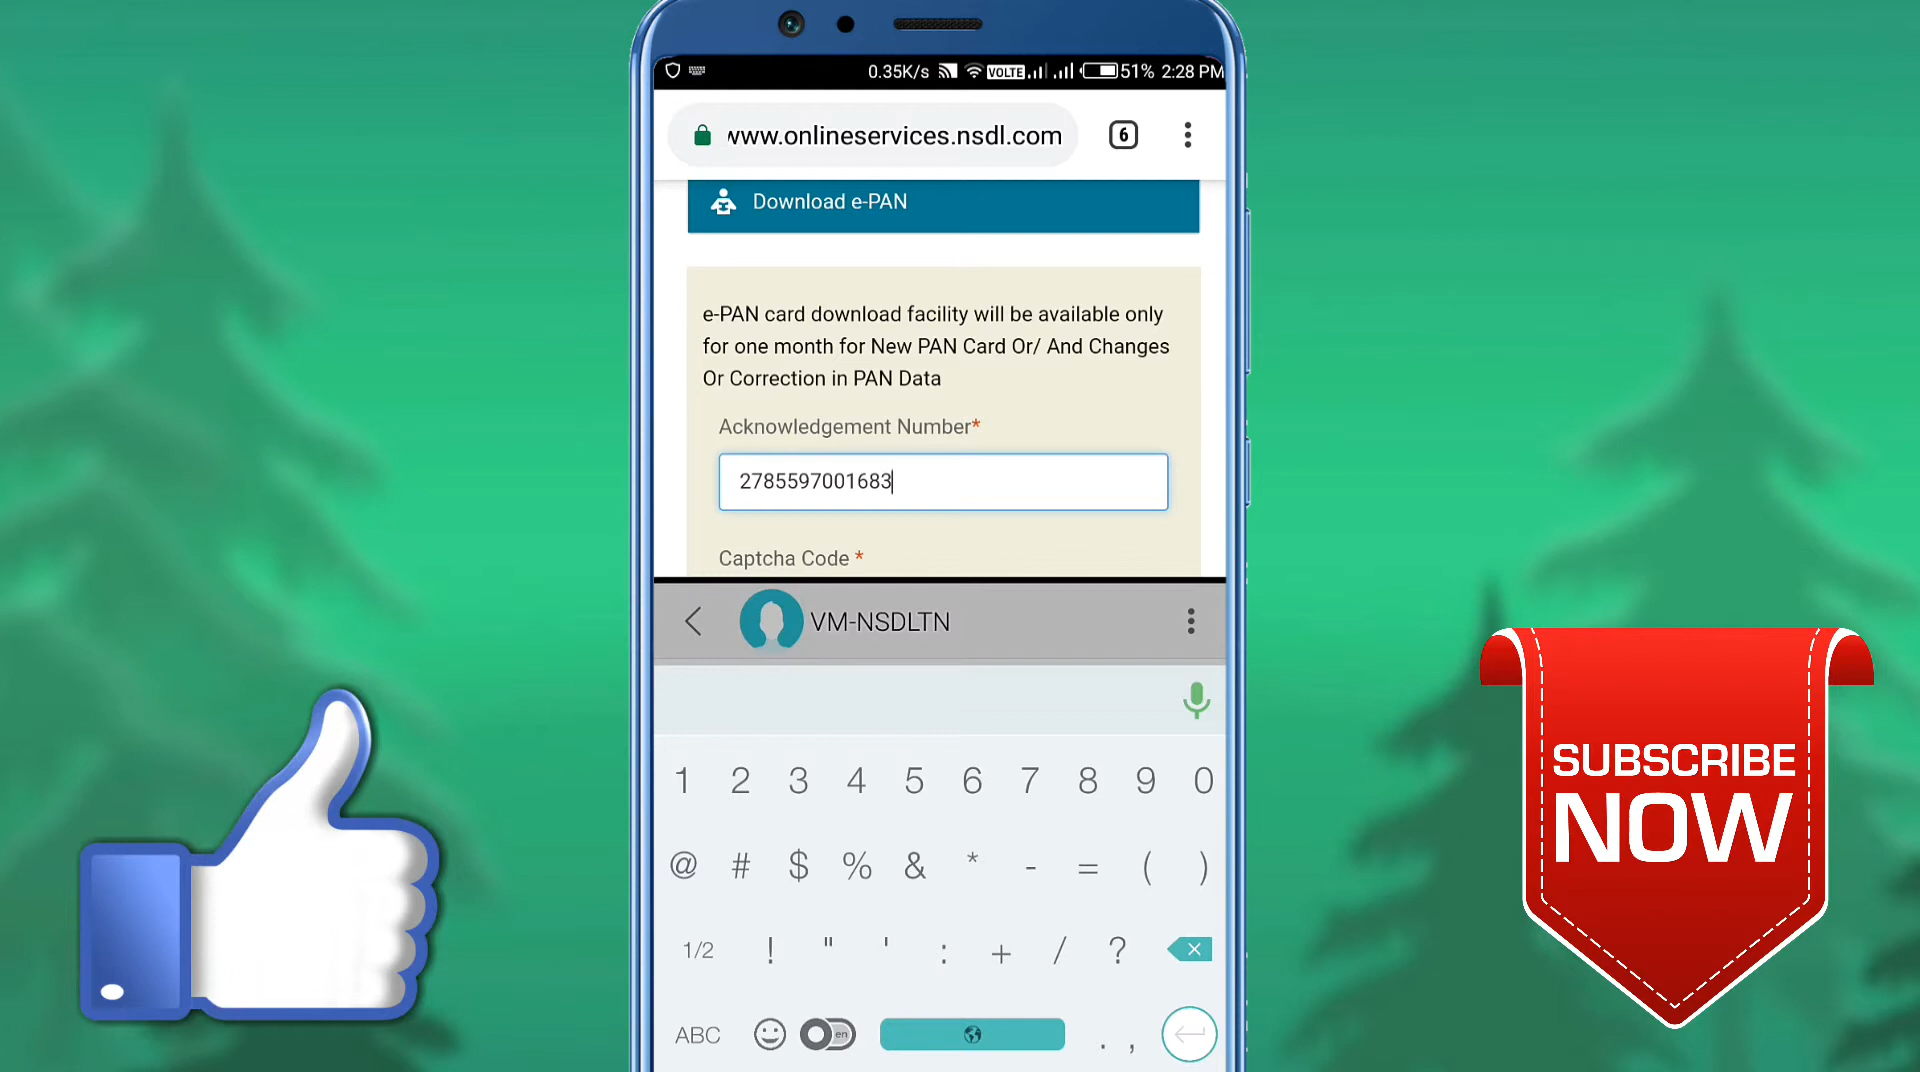 0.35K/s VOLTE 51% 2:28 PM
www.onlineservices.nsdl.com 6
Download e-PAN
e-PAN card download facility will be available only
for one month for New PAN Card Or/ And Changes
Or Correction in PAN Data
Acknowledgement Number*
2785597001683
Captcha Code *
VM-NSDLTN
1 2 3 4 5 6 7 8 9 0
@ # $ % & * - = ( )
1/2 ! " ' : + / ?
ABC en . ,
SUBSCRIBE
NOW